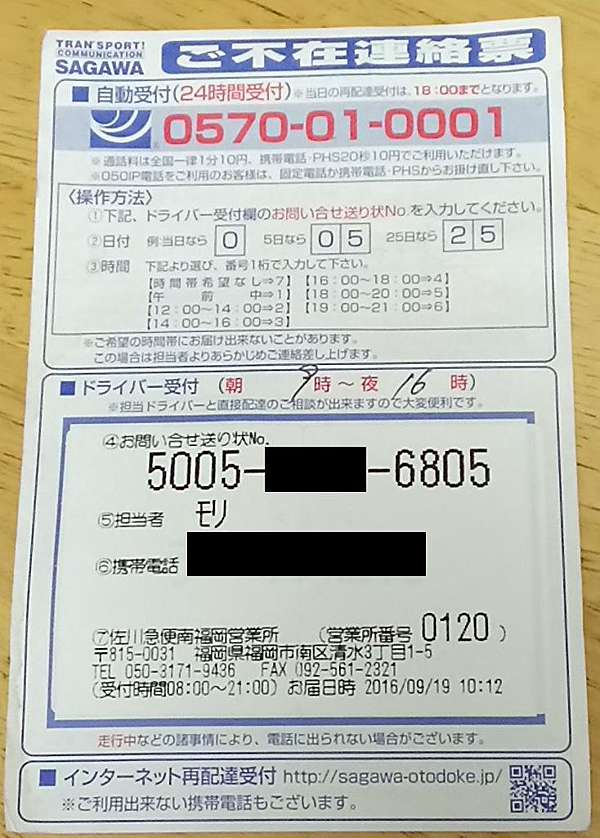 TRANSPORT!
COMMUNICATION
SAGAWA
ご不在連絡票
■ 自動受付(24時間受付)※当日の再配達受付は、18:00までとなります。
0570-01-0001
※通話料は全国一律1分10円、携帯電話・PHS20秒10円でご利用いただけます。
※050IP電話をご利用のお客様は、固定電話か携帯電話・PHSからお掛け直し下さい。
〈操作方法〉
①下記、ドライバー受付欄のお問い合せ送り状Noを入力してください。
②日付 例:当日なら 0 5日なら 05 25日なら 25
③時間 下記より選び、番号1桁で入力して下さい。
【時間帯希望なし⇒7】【16:00~18:00⇒4】
【午前中⇒1】【18:00~20:00⇒5】
【12:00~14:00⇒2】【19:00~21:00⇒6】
【14:00~16:00⇒3】
※ご希望の時間帯にお届け出来ないことがあります。
この場合は担当者よりあらかじめご連絡差し上げます。
■ ドライバー受付 (朝 9時~夜 16時)
※担当ドライバーと直接配達のご相談が出来ますので大変便利です。
④お問い合せ送り状No.
5005- -6805
⑤担当者 モリ
⑥携帯電話
⑦佐川急便南福岡営業所 (営業所番号 0120)
〒815-0031 福岡県福岡市南区清水3丁目1-5
TEL 050-3171-9436 FAX 092-561-2321
(受付時間08:00~21:00) お届日時 2016/09/19 10:12
走行中などの諸事情により、電話に出られない場合がございます。
■ インターネット再配達受付 http://sagawa-otodoke.jp/
※ご利用出来ない携帯電話もございます。